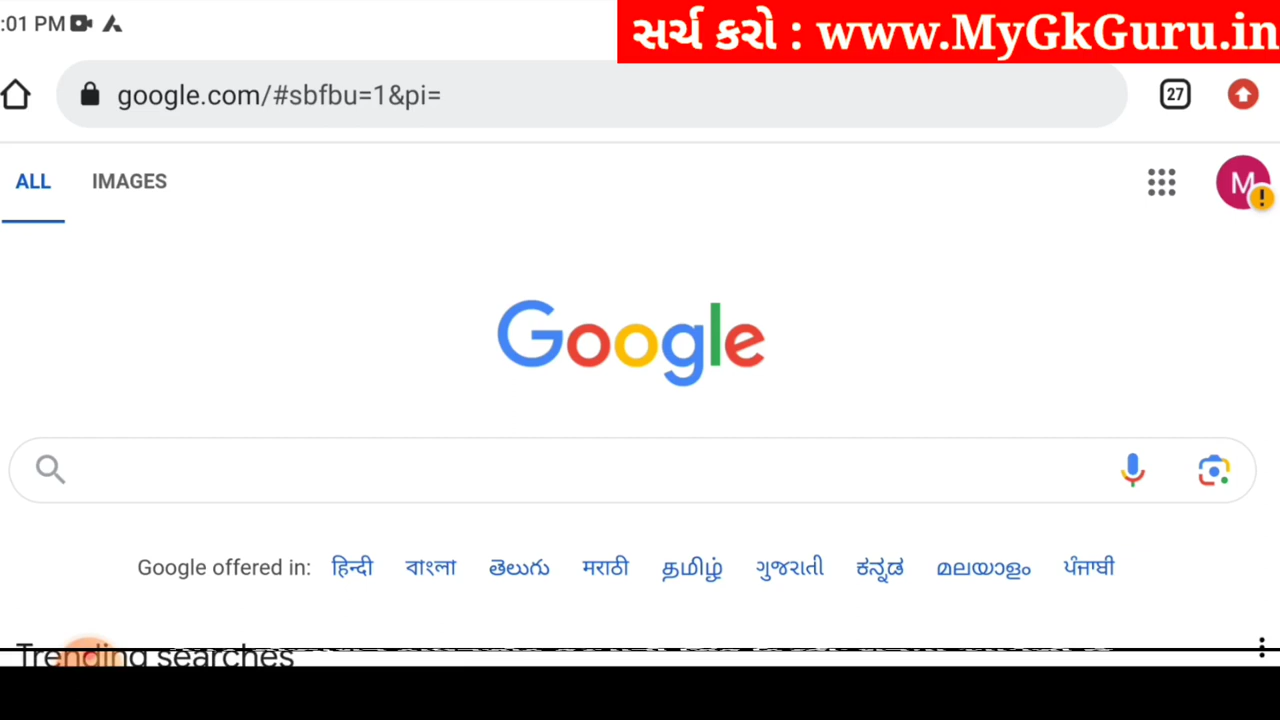 :01 PM
સર્ચ કરો : www.MyGkGuru.in
google.com/#sbfbu=1&pi=
27
ALL IMAGES
M
!
Google
Google offered in: हिन्दी বাংলা తెలుగు मराठी தமிழ் ગુજરાતી ಕನ್ನಡ മലയാളം ਪੰਜਾਬੀ
Trending searches